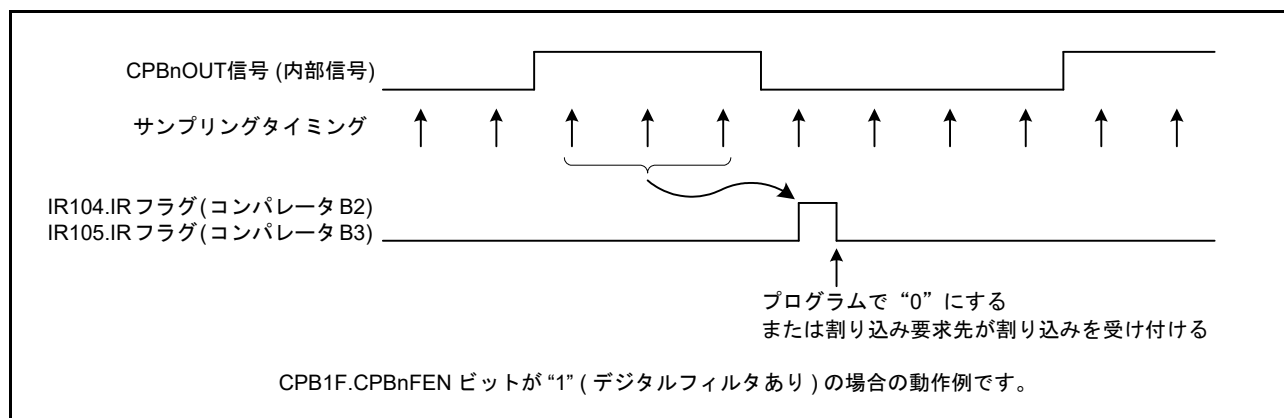 CPBnOUT信号 (内部信号)
サンプリングタイミング
IR104.IRフラグ(コンパレータB2)
IR105.IRフラグ(コンパレータB3)
プログラムで“0”にする
または割り込み要求先が割り込みを受け付ける
CPB1F.CPBnFEN ビットが “1” ( デジタルフィルタあり ) の場合の動作例です。